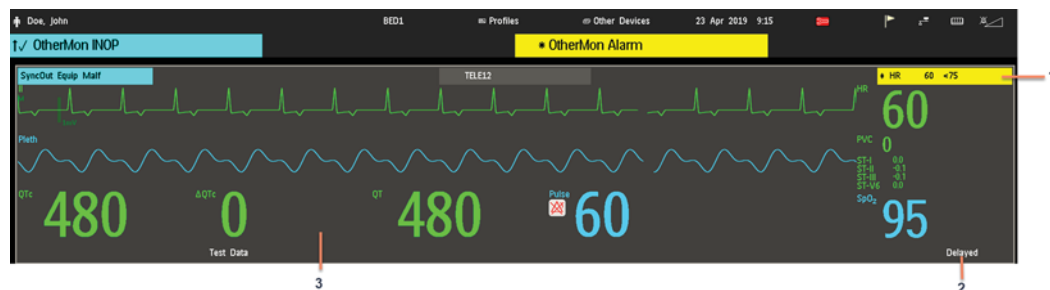 Doe, John BED1 Profiles Other Devices 23 Apr 2019 9:15
OtherMon INOP OtherMon Alarm
SyncOut Equip Malf TELE12 HR 60 <75
1
II
HR 60
Pleth
PVC 0
ST-I 0.0
ST-II -0.1
ST-III -0.1
ST-V6 0.0
QTc 480 ΔQTc 0 QT 480 Pulse 60 SpO₂ 95
Test Data Delayed
3 2